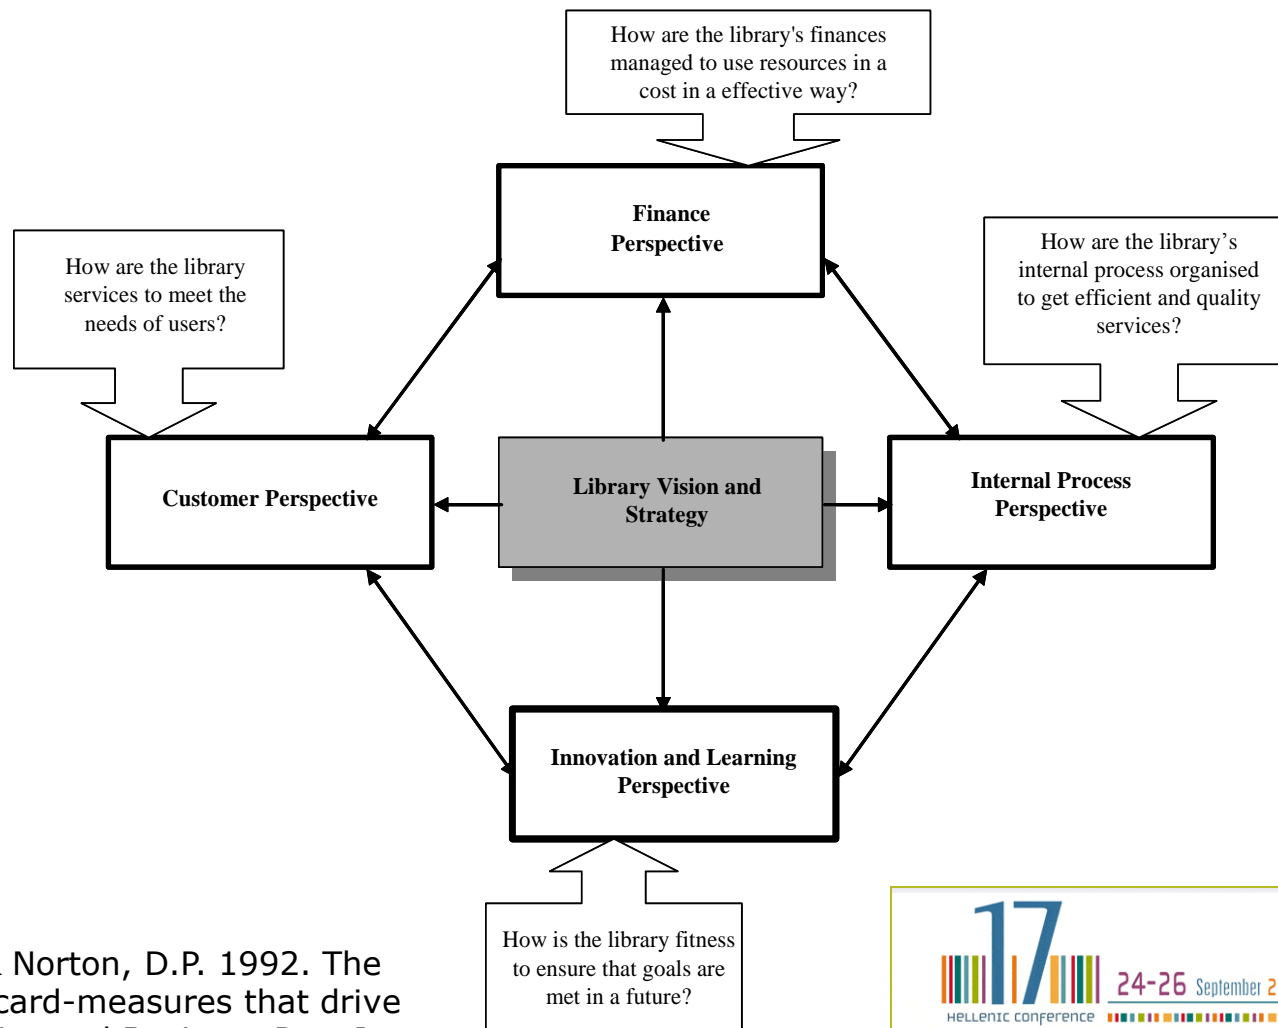 How are the library's finances
managed to use resources in a
cost in a effective way?
Finance
Perspective
How are the library
services to meet the
needs of users?
How are the library’s
internal process organised
to get efficient and quality
services?
Customer Perspective
Library Vision and
Strategy
Internal Process
Perspective
Innovation and Learning
Perspective
How is the library fitness
to ensure that goals are
met in a future?
Norton, D.P. 1992. The
card-measures that drive
17
24-26 September 2
HELLENIC CONFERENCE